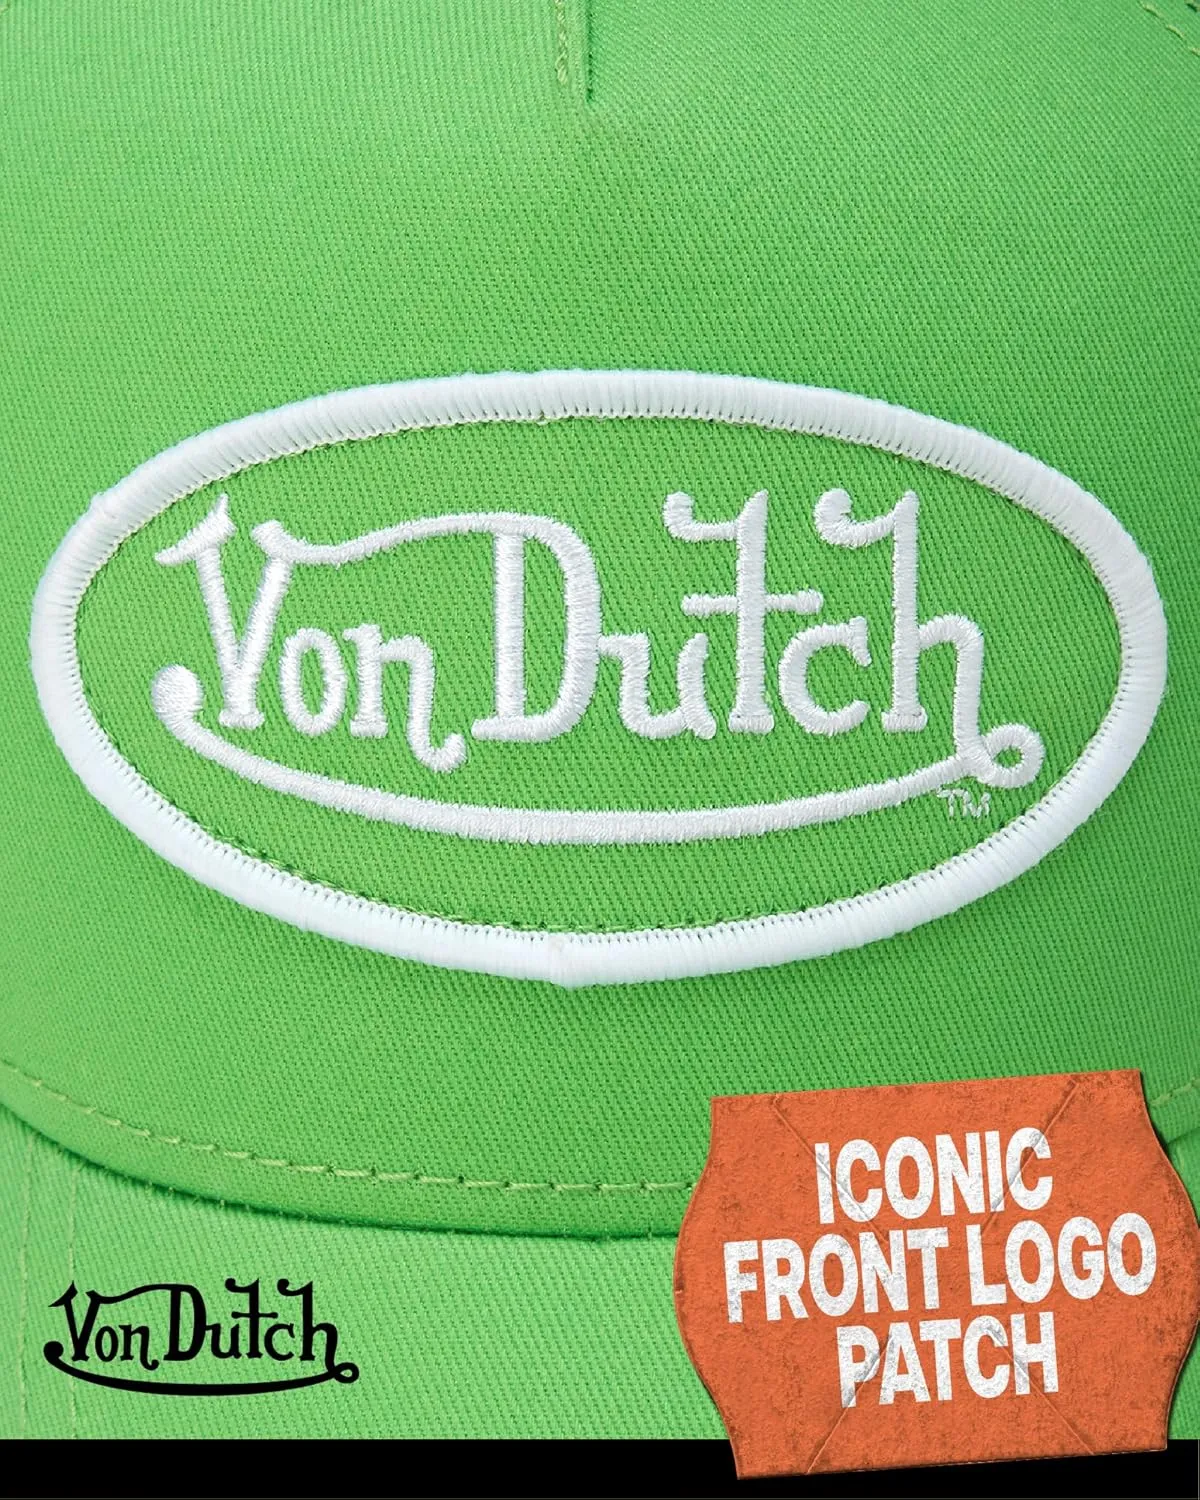 Von Dutch
TM
Von Dutch
ICONIC
FRONT LOGO
PATCH